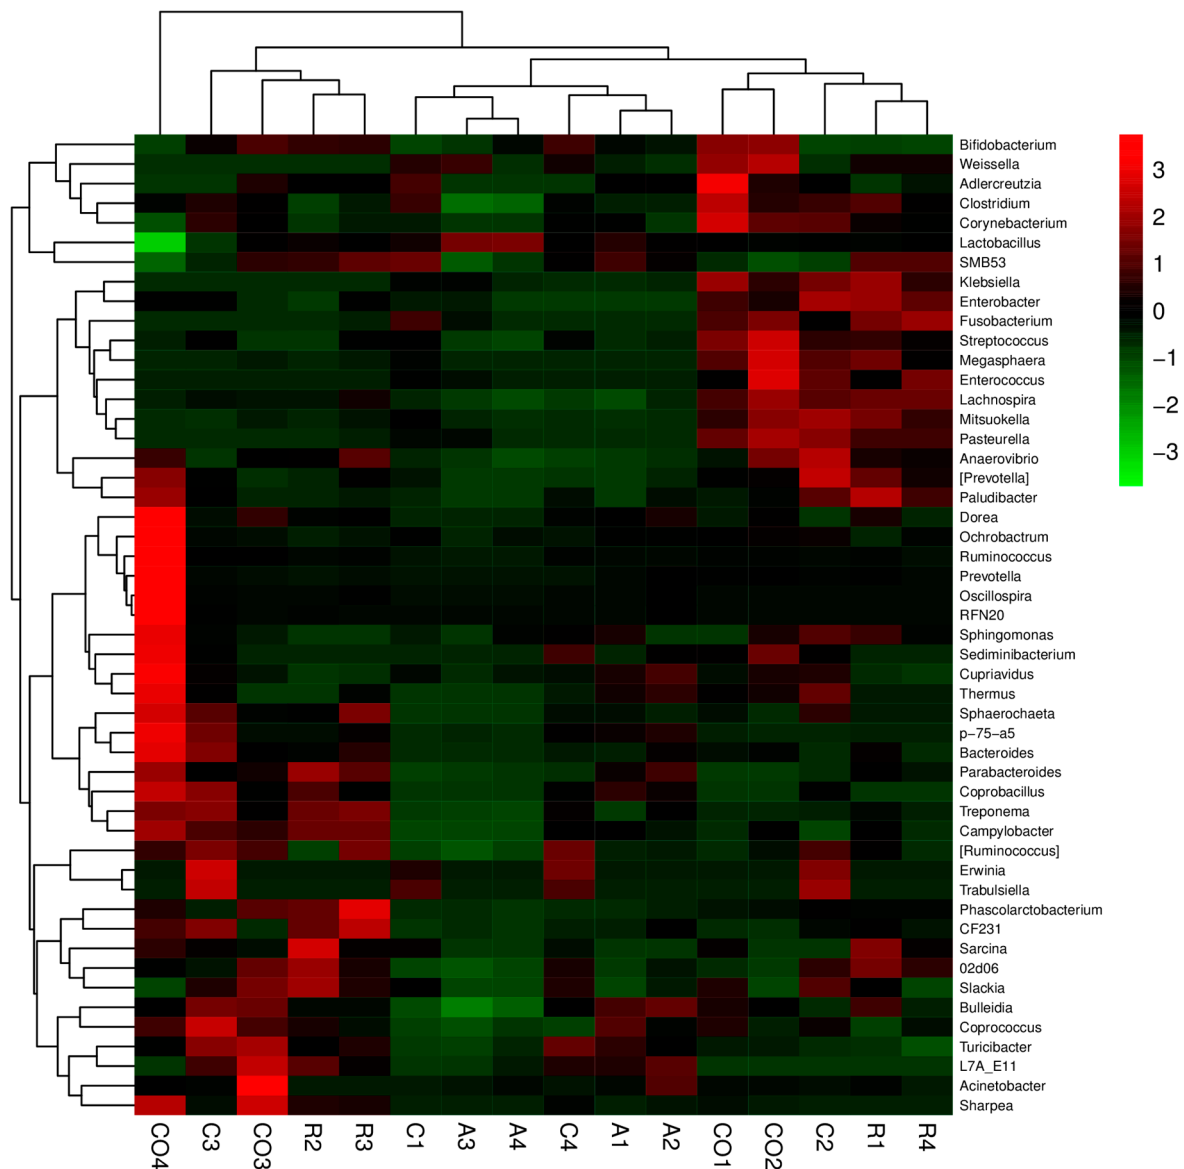 Bifidobacterium
Weissella
Adlercreutzia
Clostridium
Corynebacterium
Lactobacillus
SMB53
Klebsiella
Enterobacter
Fusobacterium
Streptococcus
Megasphaera
Enterococcus
Lachnospira
Mitsuokella
Pasteurella
Anaerovibrio
[Prevotella]
Paludibacter
Dorea
Ochrobactrum
Ruminococcus
Prevotella
Oscillospira
RFN20
Sphingomonas
Sediminibacterium
Cupriavidus
Thermus
Sphaerochaeta
p−75−a5
Bacteroides
Parabacteroides
Coprobacillus
Treponema
Campylobacter
[Ruminococcus]
Erwinia
Trabulsiella
Phascolarctobacterium
CF231
Sarcina
02d06
Slackia
Bulleidia
Coprococcus
Turicibacter
L7A_E11
Acinetobacter
Sharpea
3
2
1
0
−1
−2
−3
CO4 C3 CO3 R2 R3 C1 A3 A4 C4 A1 A2 CO1 CO2 C2 R1 R4